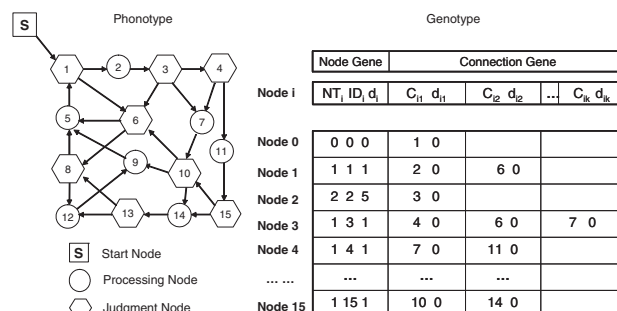 Phonotype
Genotype
S
1
2
3
4
5
6
7
8
9
10
11
12
13
14
15
S Start Node
Processing Node
Judgment Node
Node Gene Connection Gene
Node i NTi IDi di Ci1 di1 Ci2 di2 ... Cik dik
Node 0 0 0 0 1 0
Node 1 1 1 1 2 0 6 0
Node 2 2 2 5 3 0
Node 3 1 3 1 4 0 6 0 7 0
Node 4 1 4 1 7 0 11 0
... ... --- --- ---
Node 15 1 15 1 10 0 14 0